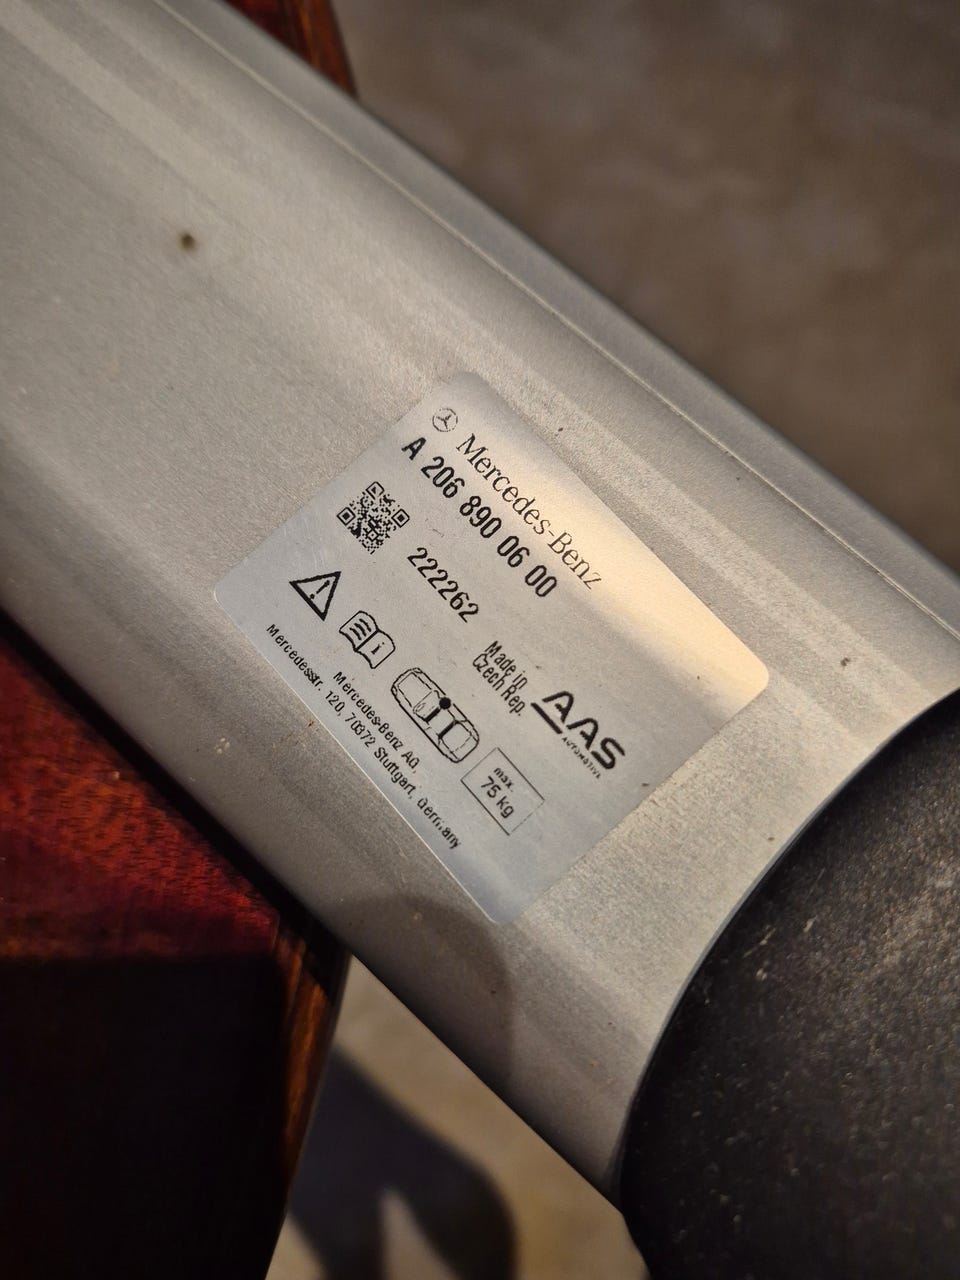 Mercedes-Benz
A 206 890 06 00
222262
Made in
Czech Rep.
AAS
AUTOMOTIVE
max.
75 kg
Mercedes-Benz AG,
Mercedesstr. 120, 70372 Stuttgart, Germany